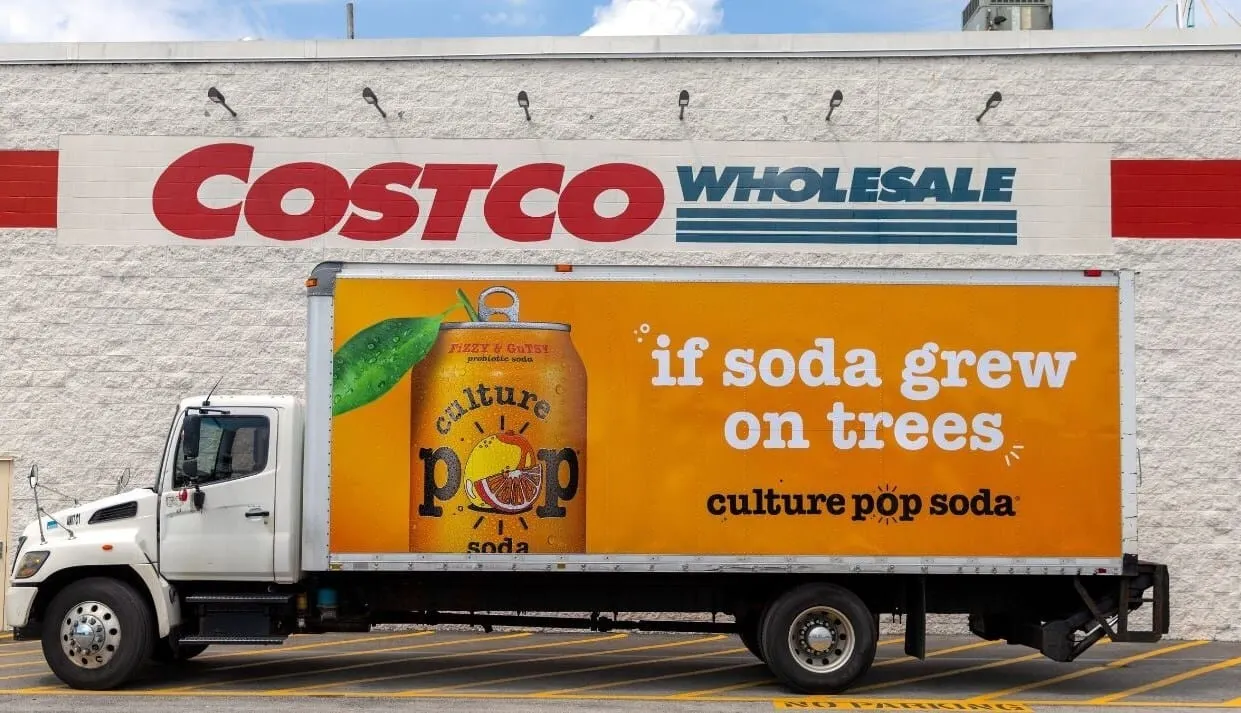 COSTCO WHOLESALE
FIZZY & GUTSY
probiotic soda
culture
pop
soda
if soda grew
on trees
culture pop soda
NO PARKING